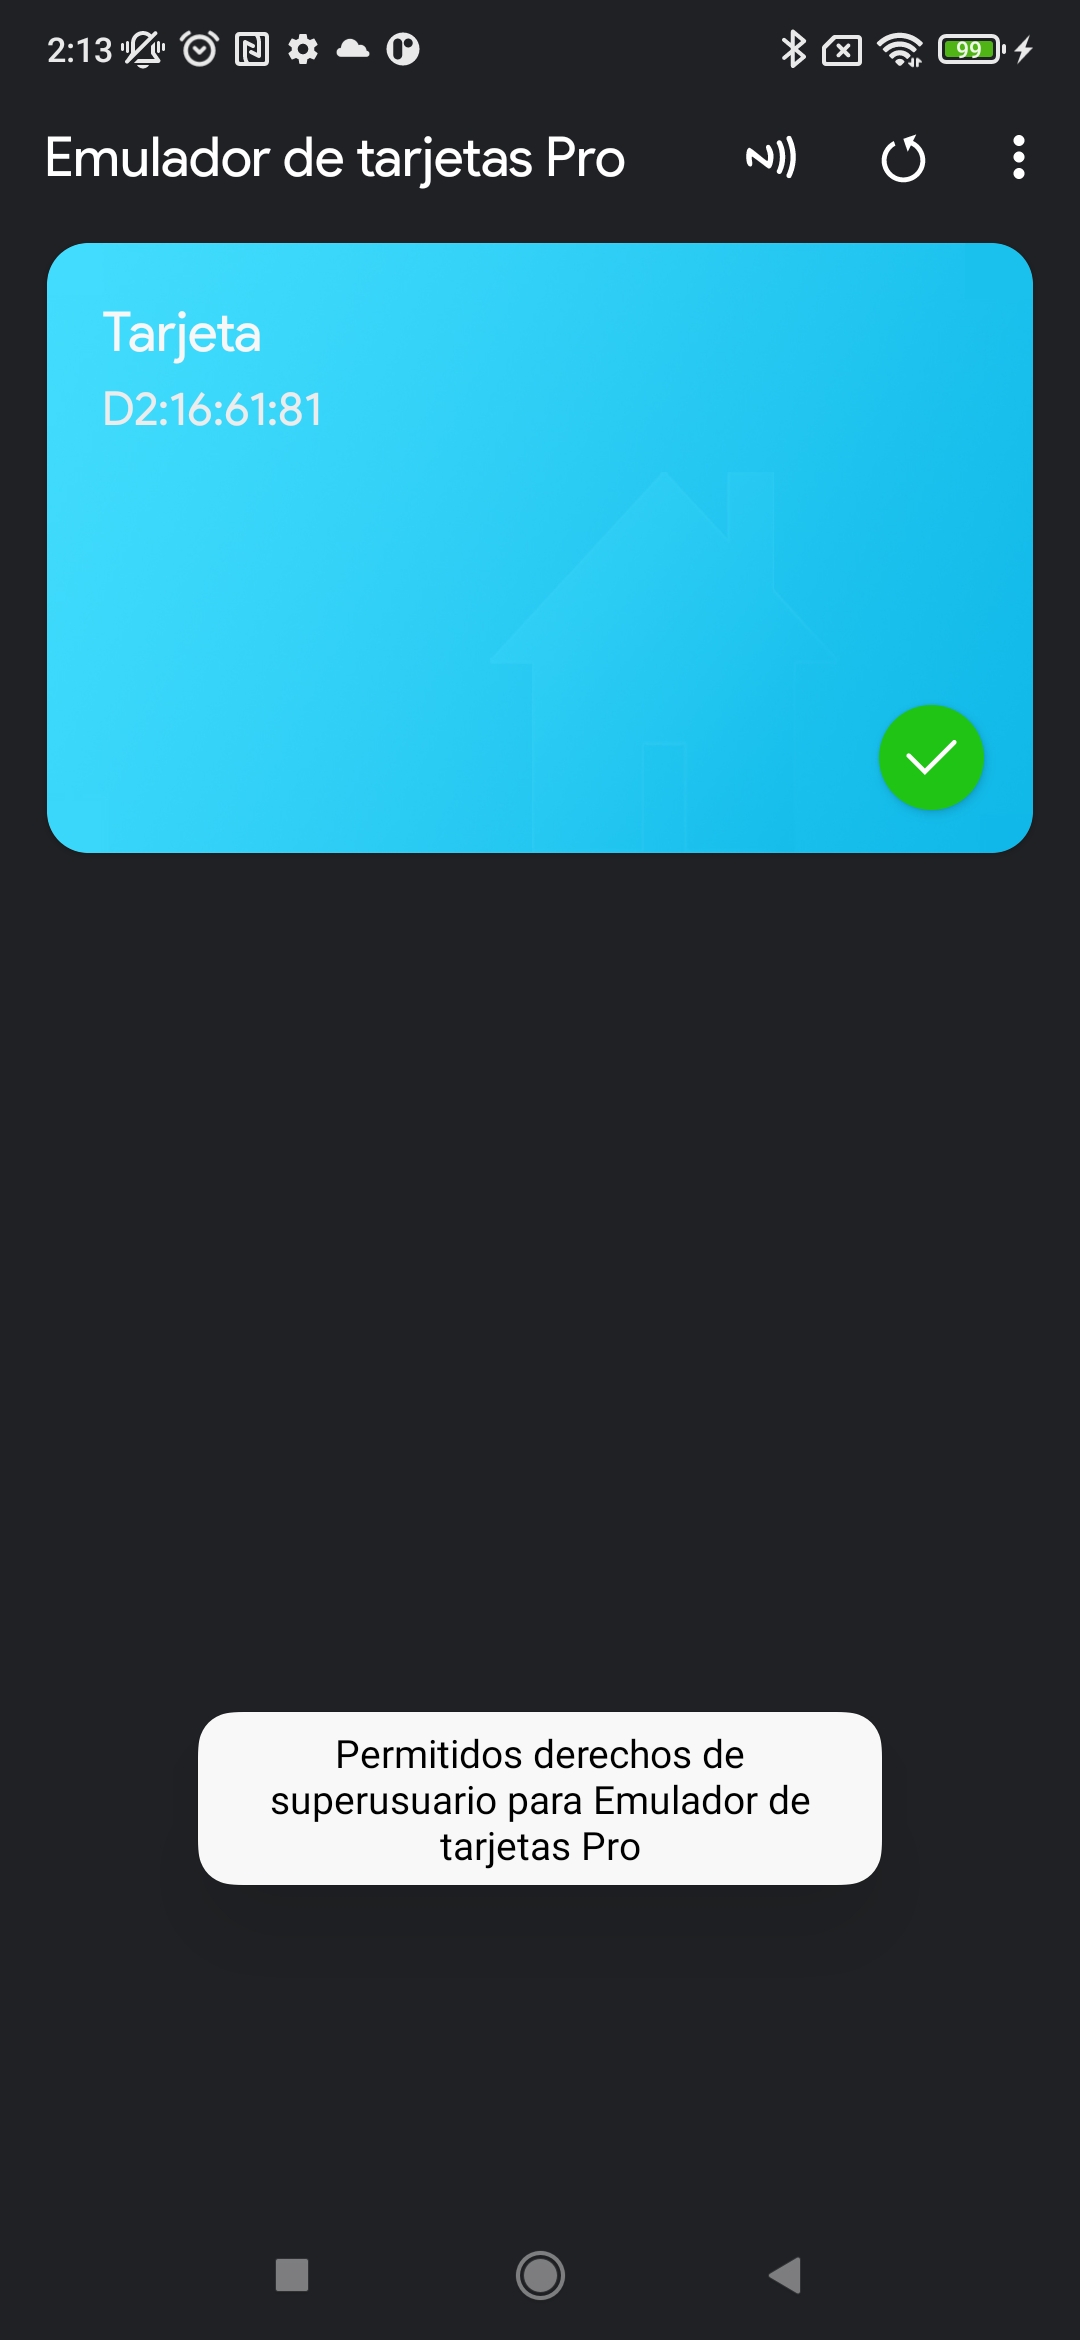 2:13
99
Emulador de tarjetas Pro
Tarjeta
D2:16:61:81
Permitidos derechos de
superusuario para Emulador de
tarjetas Pro